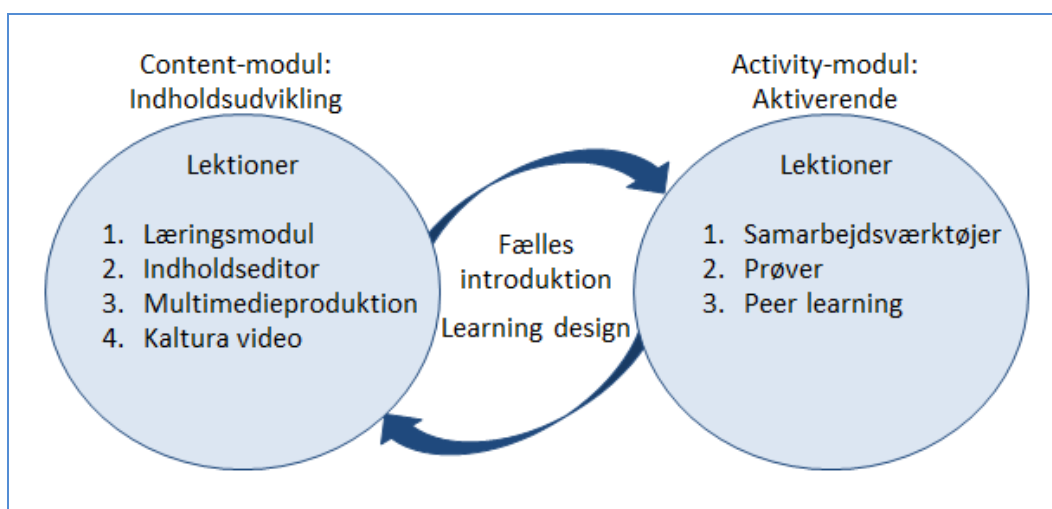 Content-modul:
Indholdsudvikling
Lektioner
1. Læringsmodul
2. Indholdseditor
3. Multimedieproduktion
4. Kaltura video
Fælles
introduktion
Learning design
Activity-modul:
Aktiverende
Lektioner
1. Samarbejdsværktøjer
2. Prøver
3. Peer learning